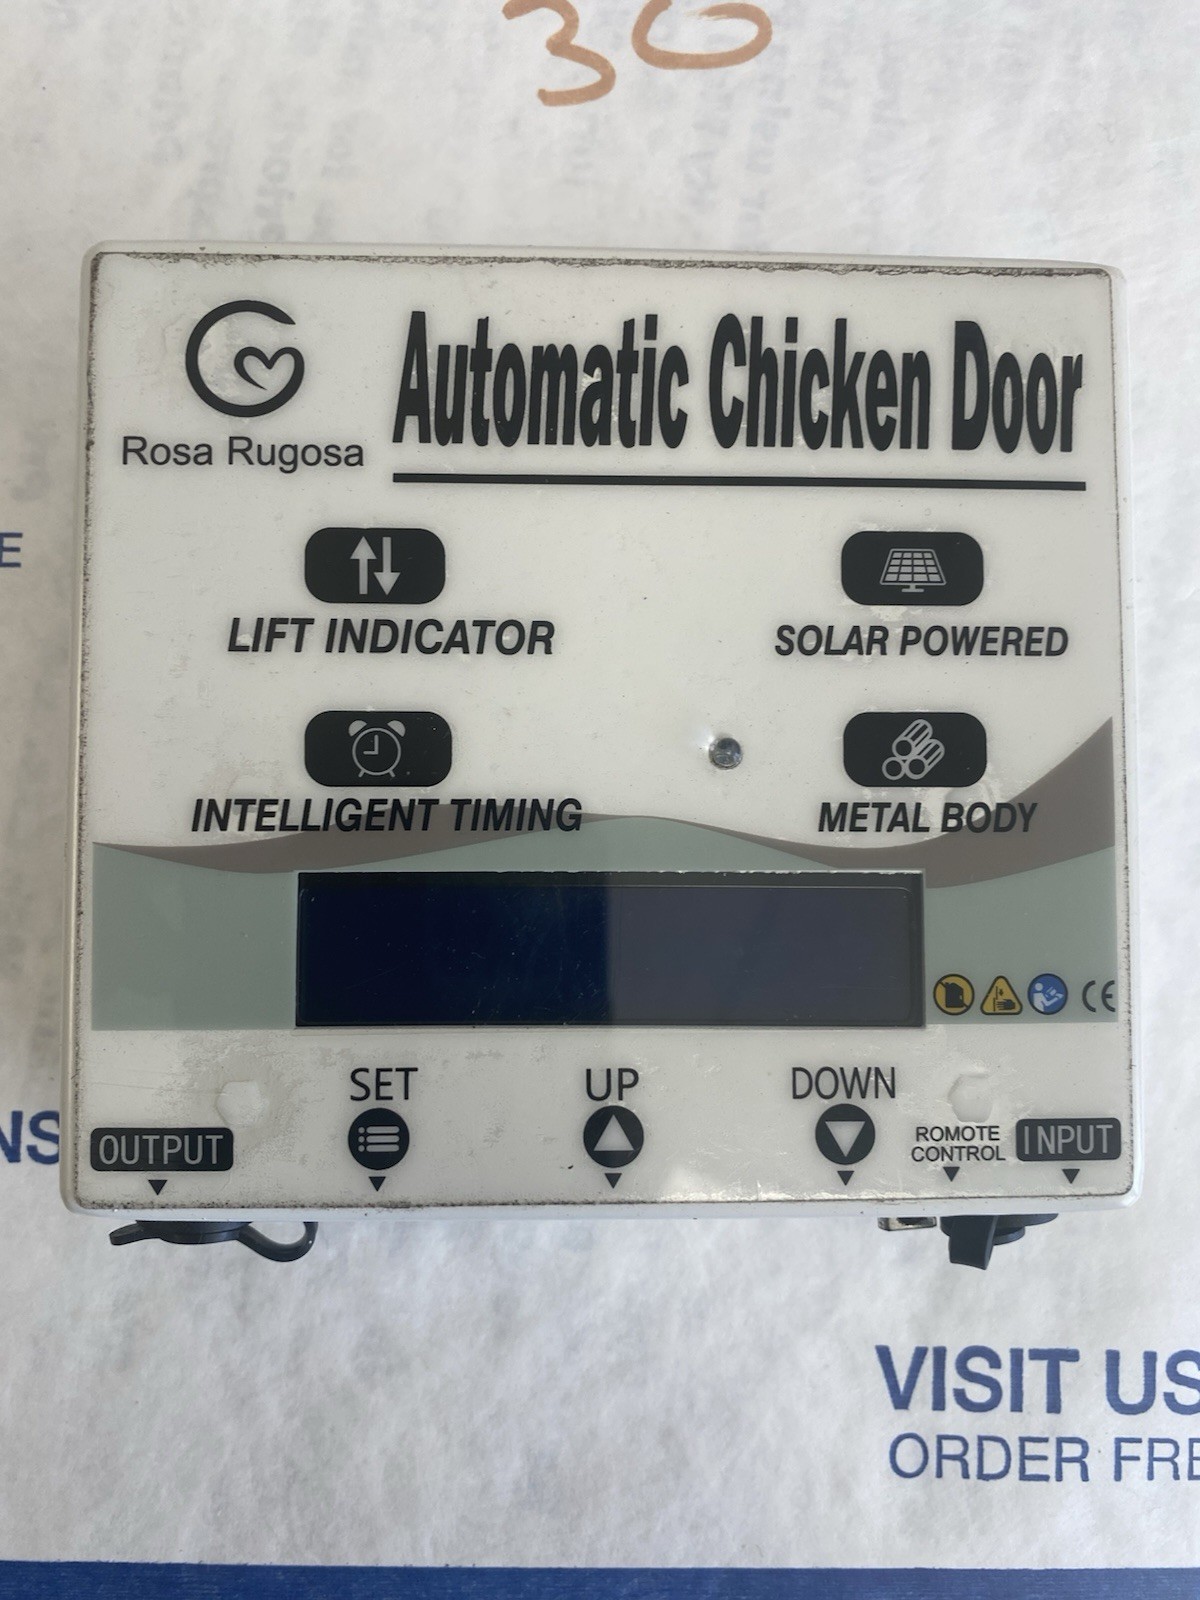 30
Automatic Chicken Door
Rosa Rugosa
LIFT INDICATOR
SOLAR POWERED
INTELLIGENT TIMING
METAL BODY
E
CE
SET
UP
DOWN
NS
OUTPUT
ROMOTE
CONTROL
INPUT
VISIT US
ORDER FRE